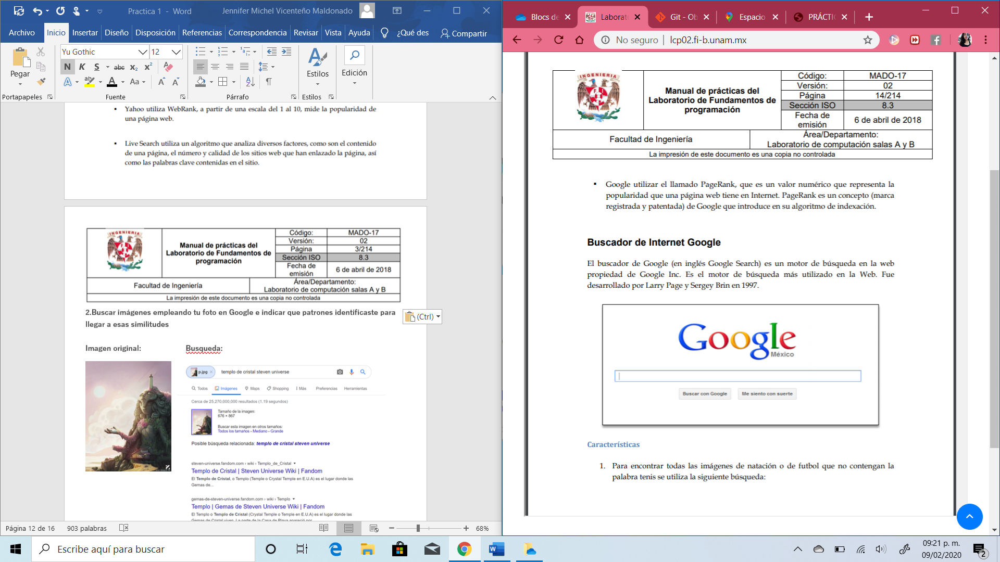 Practica 1 - Word
Jennifer Michel Vicenteño Maldonado
Archivo
Inicio
Insertar
Diseño
Disposición
Referencias
Correspondencia
Revisar
Vista
Ayuda
¿Qué des
Compartir
Pegar
Yu Gothic
12
N K S abc x₂ x²
Aa
Estilos
Edición
Portapapeles
Fuente
Párrafo
Estilos
▪ Yahoo utiliza WebRank, a partir de una escala del 1 al 10, mide la popularidad de
una página web.
▪ Live Search utiliza un algoritmo que analiza diversos factores, como son el contenido
de una página, el número y calidad de los sitios web que han enlazado la página, así
como las palabras clave contenidas en el sitio.
INGENIERIA
Manual de prácticas del
Laboratorio de Fundamentos de
programación
Código: MADO-17
Versión: 02
Página 3/214
Sección ISO 8.3
Fecha de
emisión 6 de abril de 2018
Facultad de Ingeniería
Área/Departamento:
Laboratorio de computación salas A y B
La impresión de este documento es una copia no controlada
2.Buscar imágenes empleando tu foto en Google e indicar que patrones identificaste para
llegar a esas similitudes
(Ctrl)
Imagen original: Busqueda:
p.jpg × templo de cristal steven universe
Todos Imágenes Maps Shopping Más Preferencias Herramientas
Cerca de 25,270,000,000 resultados (1.19 segundos)
Tamaño de la imagen:
676 × 867
Buscar esta imagen en otros tamaños:
Todos los tamaños - Mediano - Grande
Posible búsqueda relacionada: templo de cristal steven universe
steven-universe.fandom.com › wiki › Templo_de_Cristal
Templo de Cristal | Steven Universe Wiki | Fandom
El Templo de Cristal, o Templo (Temple o Crystal Temple en E.U.A) es el lugar donde las
Gemas de...
gemas-de-steven-universe.fandom.com › wiki › Templo
Templo | Gemas de Steven Universe Wiki | Fandom
El Templo o Templo de Cristal (Crystal Temple o Temple en E.U.A) es el lugar donde las
Gemas de Cristal viven. La parte de la Casa de Playa apareció por
Página 12 de 16
903 palabras
68%
Blocs de
Laborato
Git - Ob
Espacio
PRÁCTIC
No seguro | lcp02.fi-b.unam.mx
INGENIERIA
Manual de prácticas del
Laboratorio de Fundamentos de
programación
Código: MADO-17
Versión: 02
Página 14/214
Sección ISO 8.3
Fecha de
emisión 6 de abril de 2018
Facultad de Ingeniería
Área/Departamento:
Laboratorio de computación salas A y B
La impresión de este documento es una copia no controlada
▪ Google utilizar el llamado PageRank, que es un valor numérico que representa la
popularidad que una página web tiene en Internet. PageRank es un concepto (marca
registrada y patentada) de Google que introduce en su algoritmo de indexación.
Buscador de Internet Google
El buscador de Google (en inglés Google Search) es un motor de búsqueda en la web
propiedad de Google Inc. Es el motor de búsqueda más utilizado en la Web. Fue
desarrollado por Larry Page y Sergey Brin en 1997.
Google
México
Buscar con Google
Me siento con suerte
Características
1. Para encontrar todas las imágenes de natación o de futbol que no contengan la
palabra tenis se utiliza la siguiente búsqueda:
Escribe aquí para buscar
09:21 p. m.
09/02/2020
2